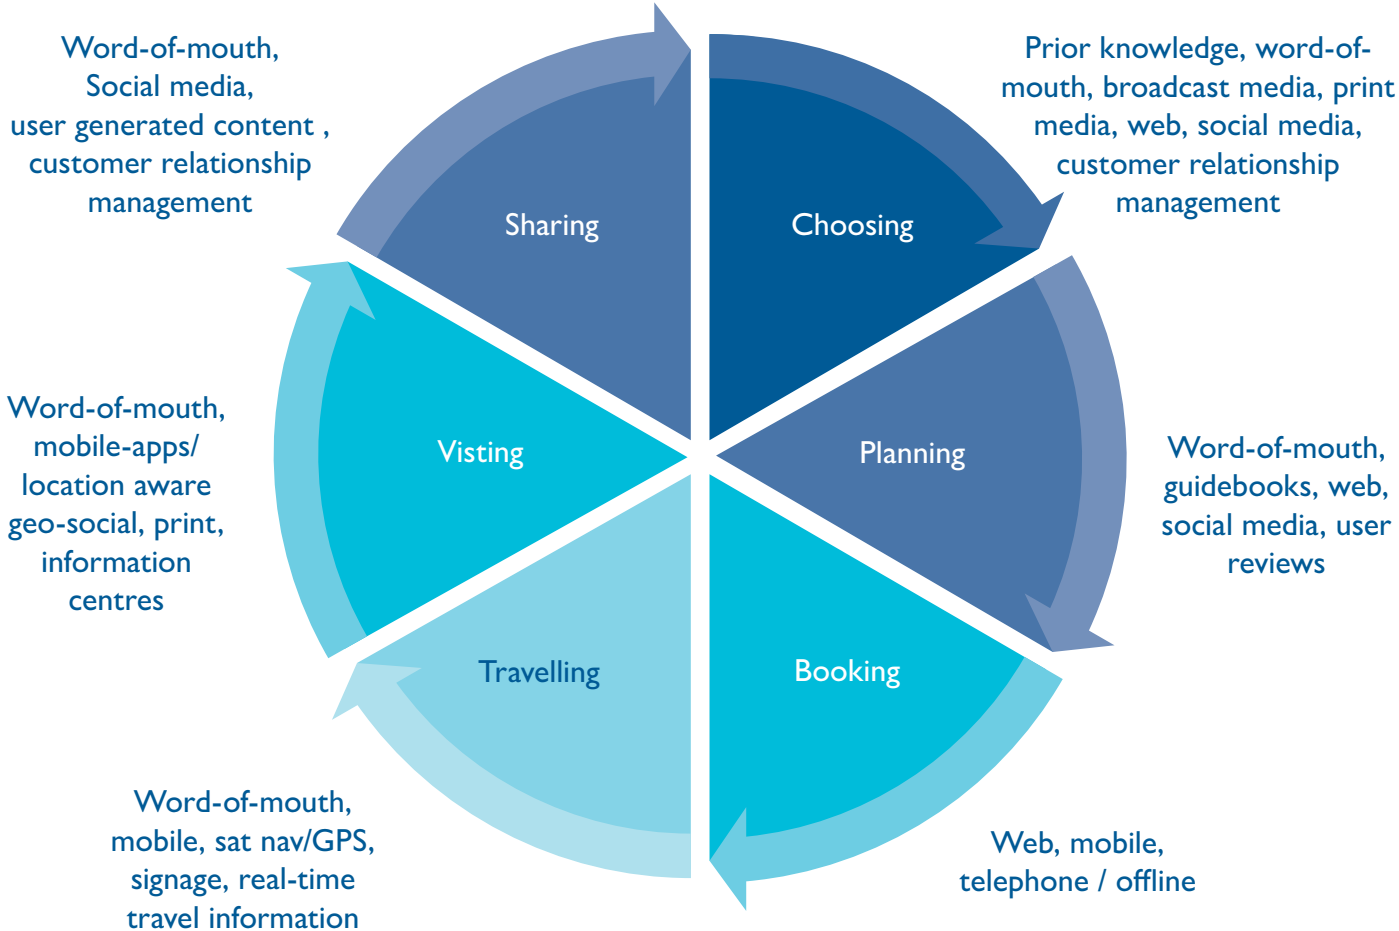 Word-of-mouth,
Social media,
user generated content ,
customer relationship
management
Prior knowledge, word-of-
mouth, broadcast media, print
media, web, social media,
customer relationship
management
Sharing
Choosing
Word-of-mouth,
mobile-apps/
location aware
geo-social, print,
information
centres
Visting
Planning
Word-of-mouth,
guidebooks, web,
social media, user
reviews
Travelling
Booking
Word-of-mouth,
mobile, sat nav/GPS,
signage, real-time
travel information
Web, mobile,
telephone / offline